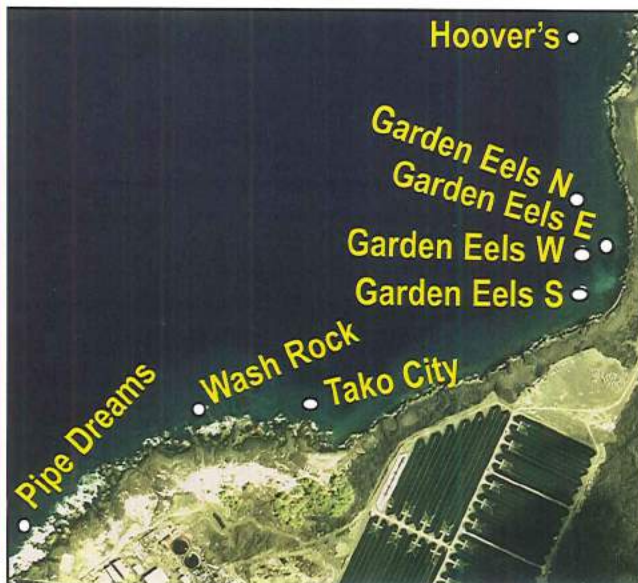 Hoover's
Garden Eels N
Garden Eels E
Garden Eels W
Garden Eels S
Wash Rock
Tako City
Pipe Dreams